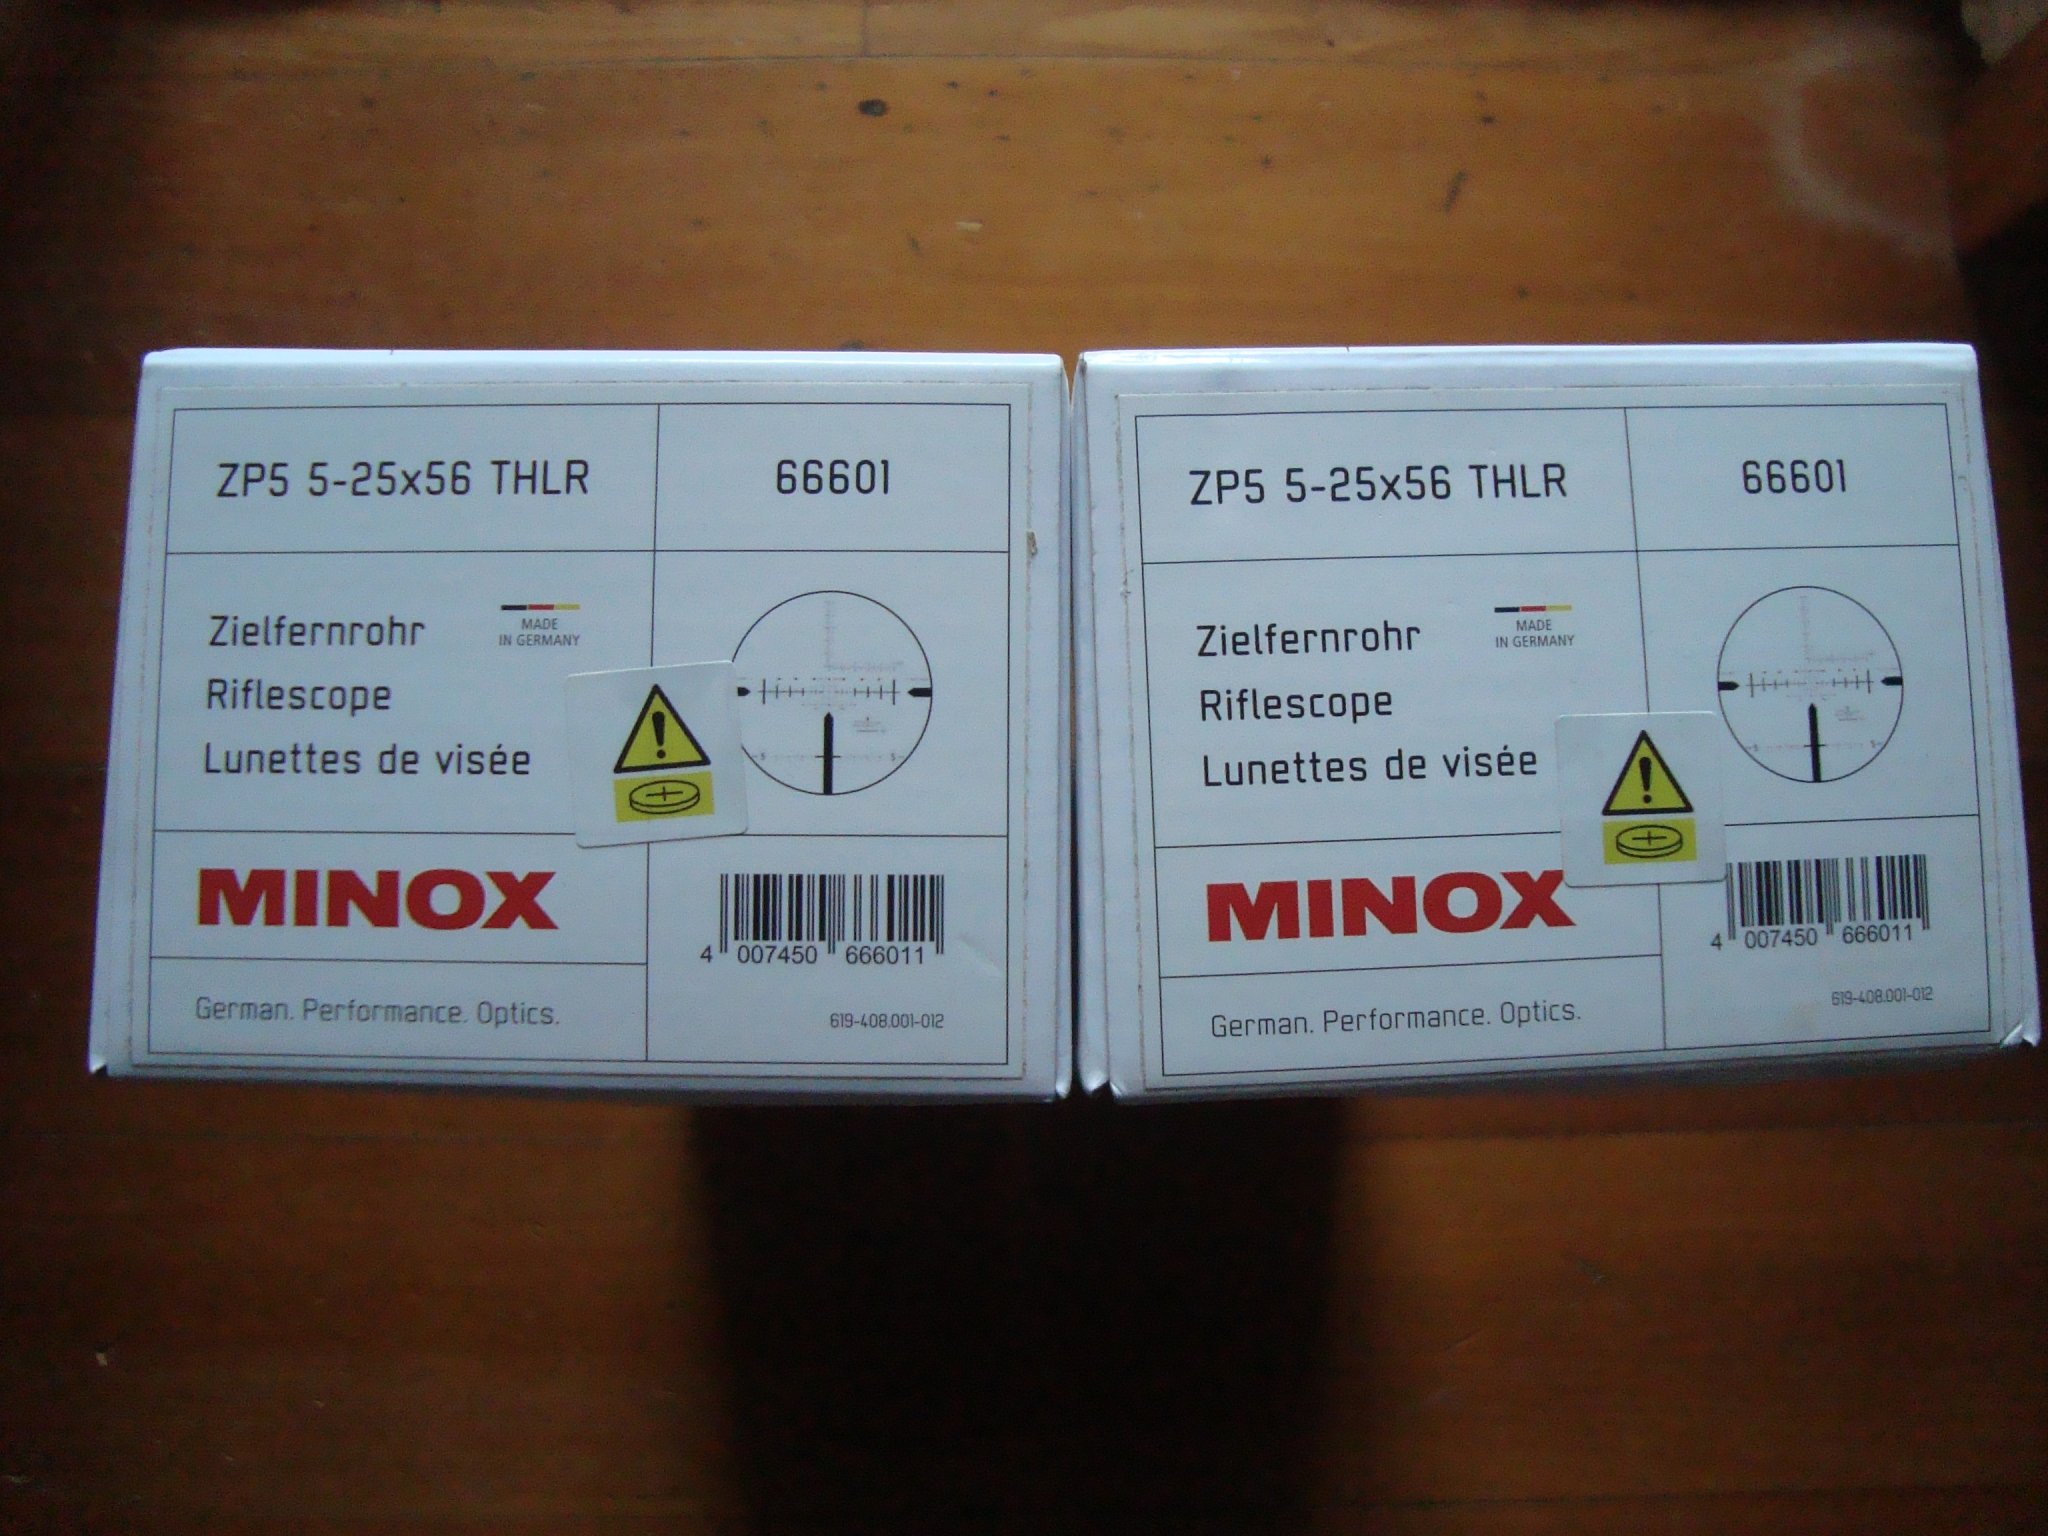 ZP5 5-25x56 THLR
66601
Zielfernrohr
MADE
IN GERMANY
Riflescope
Lunettes de visée
MINOX
4 007450 666011
German. Performance. Optics.
619-408.001-012
ZP5 5-25x56 THLR
66601
Zielfernrohr
MADE
IN GERMANY
Riflescope
Lunettes de visée
MINOX
4 007450 666011
German. Performance. Optics.
619-408.001-012